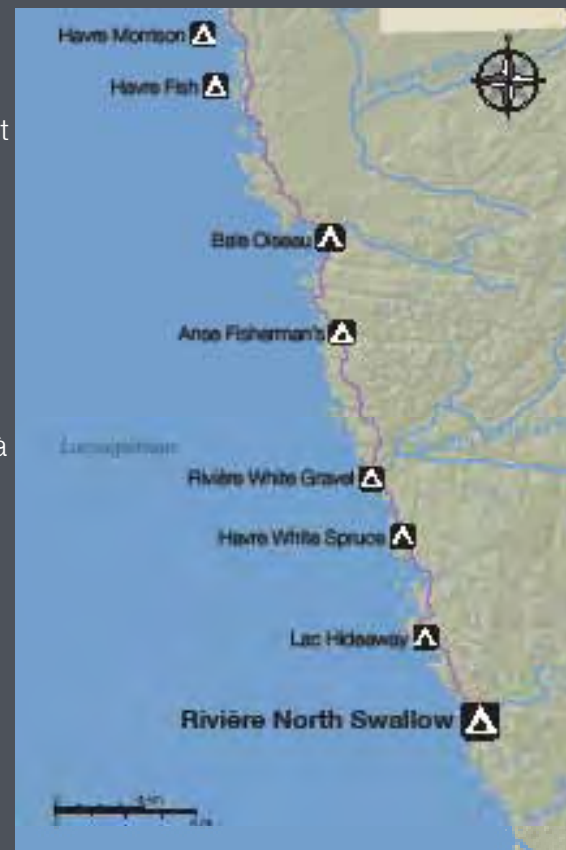 Havre Morrison
Havre Fish
t
Baie Oiseau
Anse Fisherman's
à
Rivière White Gravel
Havre White Spruce
Lac Hideaway
Rivière North Swallow
0